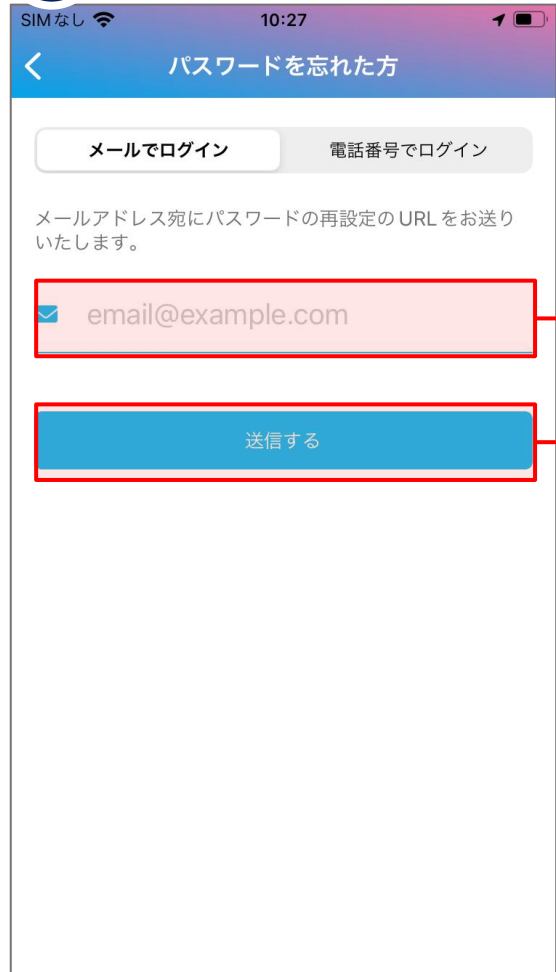 SIMなし 10:27
パスワードを忘れた方
メールでログイン 電話番号でログイン
メールアドレス宛にパスワードの再設定のURLをお送り
いたします。
email@example.com
送信する